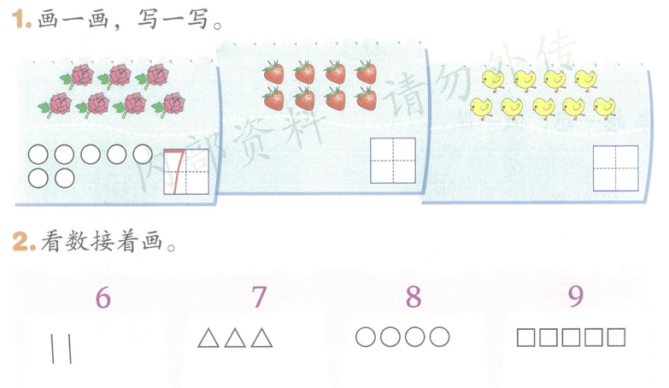 1.画一画，写一写。
7
内部资料 请勿外传
2.看数接着画。
6 7 8 9